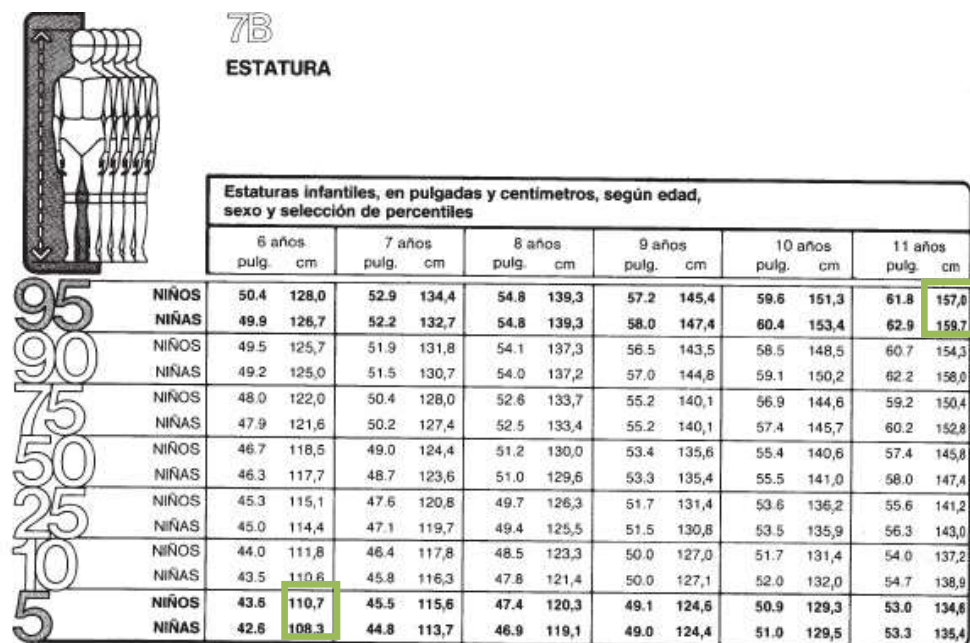 7B
ESTATURA
Estaturas infantiles, en pulgadas y centímetros, según edad,
sexo y selección de percentiles
6 años 7 años 8 años 9 años 10 años 11 años
pulg. cm pulg. cm pulg. cm pulg. cm pulg. cm pulg. cm
95 NIÑOS 50.4 128,0 52.9 134,4 54.8 139,3 57.2 145,4 59.6 151,3 61.8 157,0
NIÑAS 49.9 126,7 52.2 132,7 54.8 139,3 58.0 147,4 60.4 153,4 62.9 159,7
90 NIÑOS 49.5 125,7 51.9 131,8 54.1 137,3 56.5 143,5 58.5 148,5 60.7 154,3
NIÑAS 49.2 125,0 51.5 130,7 54.0 137,2 57.0 144,8 59.1 150,2 62.2 158,0
75 NIÑOS 48.0 122,0 50.4 128,0 52.6 133,7 55.2 140,1 56.9 144,6 59.2 150,4
NIÑAS 47.9 121,6 50.2 127,4 52.5 133,4 55.2 140,1 57.4 145,7 60.2 152,8
50 NIÑOS 46.7 118,5 49.0 124,4 51.2 130,0 53.4 135,6 55.4 140,6 57.4 145,8
NIÑAS 46.3 117,7 48.7 123,6 51.0 129,6 53.3 135,4 55.5 141,0 58.0 147,4
25 NIÑOS 45.3 115,1 47.6 120,8 49.7 126,3 51.7 131,4 53.6 136,2 55.6 141,2
NIÑAS 45.0 114,4 47.1 119,7 49.4 125,5 51.5 130,8 53.5 135,9 56.3 143,0
10 NIÑOS 44.0 111,8 46.4 117,8 48.5 123,3 50.0 127,0 51.7 131,4 54.0 137,2
NIÑAS 43.5 110,6 45.8 116,3 47.8 121,4 50.0 127,1 52.0 132,0 54.7 138,9
5 NIÑOS 43.6 110,7 45.5 115,6 47.4 120,3 49.1 124,6 50.9 129,3 53.0 134,6
NIÑAS 42.6 108,3 44.8 113,7 46.9 119,1 49.0 124,4 51.0 129,5 53.3 135,4